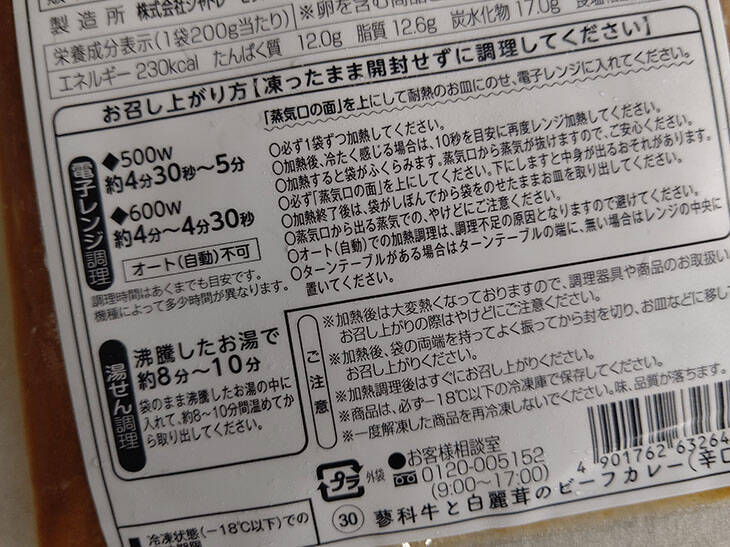 製造所 株式会社ジャパレ
※卵を含む商品と
栄養成分表示(1袋200g当たり)
エネルギー 230kcal たんぱく質 12.0g 脂質 12.6g 炭水化物 17.0g
お召し上がり方【凍ったまま開封せずに調理してください】
電子レンジ調理
◆500W
約4分30秒～5分
◆600W
約4分～4分30秒
オート(自動)不可
調理時間はあくまでも目安です。
機種によって多少時間が異なります。
「蒸気口の面」を上にして耐熱のお皿にのせ、電子レンジに入れてください。
○必ず1袋ずつ加熱してください。
○加熱後、冷たく感じる場合は、10秒を目安に再度レンジ加熱してください。
○加熱すると袋がふくらみます。蒸気口から蒸気が抜けますので、ご安心ください。
○必ず「蒸気口の面」を上にしてください。下にしますと中身が出るおそれがあります。
○加熱終了後は、袋がしぼんでから袋をのせたままお皿を取り出してください。
○蒸気口から出る蒸気での、やけどにご注意ください。
○オート(自動)での加熱調理は、調理不足の原因となりますので避けてください。
○ターンテーブルがある場合はターンテーブルの端に、無い場合はレンジの中央に
置いてください。
湯せん調理
沸騰したお湯で
約8分～10分
袋のまま沸騰したお湯の中に
入れて、約8～10分間温めてか
ら取り出してください。
ご注意
※加熱後は大変熱くなっておりますので、調理器具や商品のお取扱い
お召し上がりの際はやけどにご注意ください。
※加熱後、袋の両端を持ってよく振ってから封を切り、お皿などに移し
お召し上がりください。
※加熱調理後はすぐにお召し上がりください。
※商品は、必ず-18℃以下の冷凍庫で保存してください。
※一度解凍した商品を再冷凍しないでください。味、品質が落ちます。
プラ 外袋
●お客様相談室
0120-005152
(9:00～17:00)
4 901762 63264
30 蓼科牛と白麗茸のビーフカレー(辛口
冷凍状態(-18℃以下)での